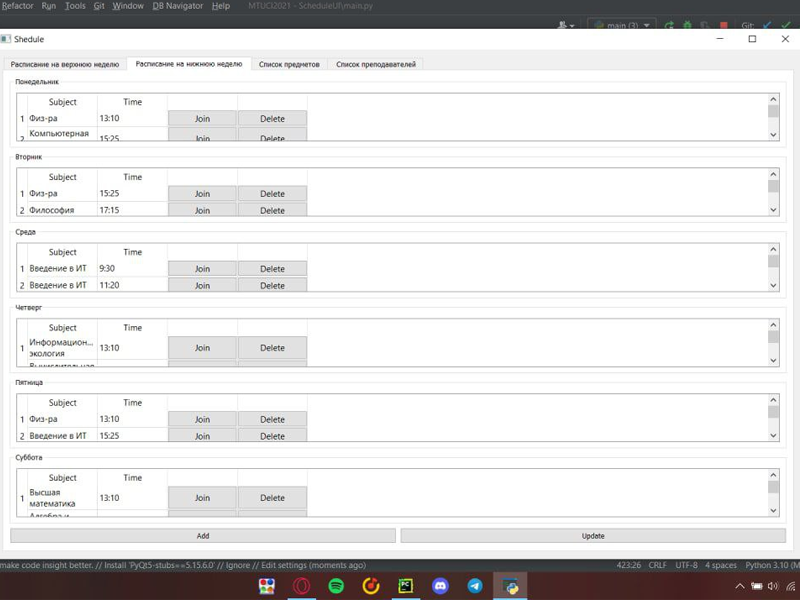 Refactor Run Tools Git Window DB Navigator Help MTUCI2021 - ScheduleUI\main.py
main (3) Git:
Shedule
Расписание на верхнюю неделю Расписание на нижнюю неделю Список предметов Список преподавателей
Понедельник
Subject Time
1 Физ-ра 13:10 Join Delete
2 Компьютерная 15:25 Join Delete
Вторник
Subject Time
1 Физ-ра 15:25 Join Delete
2 Философия 17:15 Join Delete
Среда
Subject Time
1 Введение в ИТ 9:30 Join Delete
2 Введение в ИТ 11:20 Join Delete
Четверг
Subject Time
Информацион...
1 экология 13:10 Join Delete
Вычислительная
Пятница
Subject Time
1 Физ-ра 13:10 Join Delete
2 Введение в ИТ 15:25 Join Delete
Суббота
Subject Time
Высшая
1 математика 13:10 Join Delete
Алгебра и
Add Update
make code insight better. // Install 'PyQt5-stubs==5.15.6.0' // Ignore // Edit settings (moments ago) 423:26 CRLF UTF-8 4 spaces Python 3.10 (M
PC